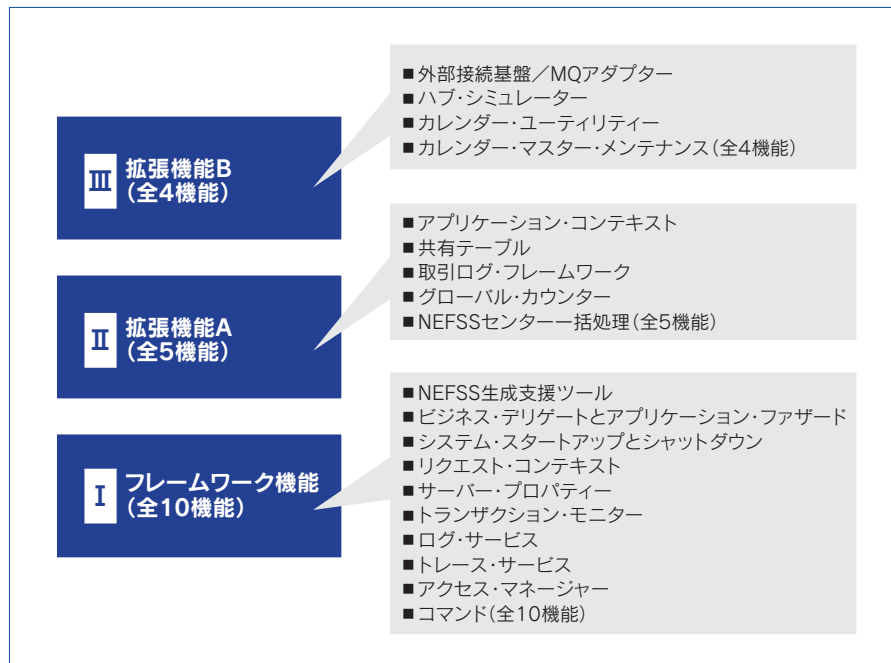 ■外部接続基盤／MQアダプター
■ハブ・シミュレーター
■カレンダー・ユーティリティー
■カレンダー・マスター・メンテナンス(全4機能)
Ⅲ 拡張機能B
(全4機能)
■アプリケーション・コンテキスト
■共有テーブル
■取引ログ・フレームワーク
■グローバル・カウンター
■NEFSSセンター一括処理(全5機能)
Ⅱ 拡張機能A
(全5機能)
■NEFSS生成支援ツール
■ビジネス・デリゲートとアプリケーション・ファザード
■システム・スタートアップとシャットダウン
■リクエスト・コンテキスト
■サーバー・プロパティー
■トランザクション・モニター
■ログ・サービス
■トレース・サービス
■アクセス・マネージャー
■コマンド(全10機能)
Ⅰ フレームワーク機能
(全10機能)